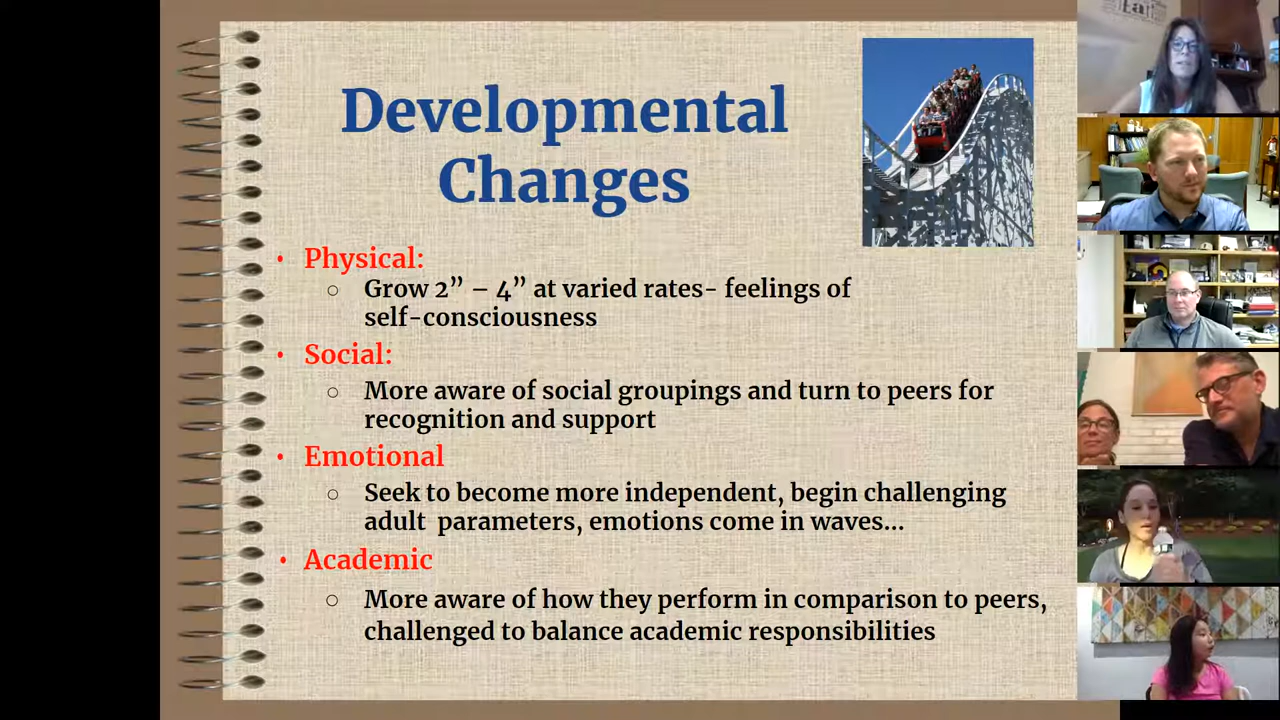 Developmental
Changes
• Physical:
○ Grow 2” – 4” at varied rates- feelings of
self-consciousness
• Social:
○ More aware of social groupings and turn to peers for
recognition and support
• Emotional
○ Seek to become more independent, begin challenging
adult parameters, emotions come in waves...
• Academic
○ More aware of how they perform in comparison to peers,
challenged to balance academic responsibilities